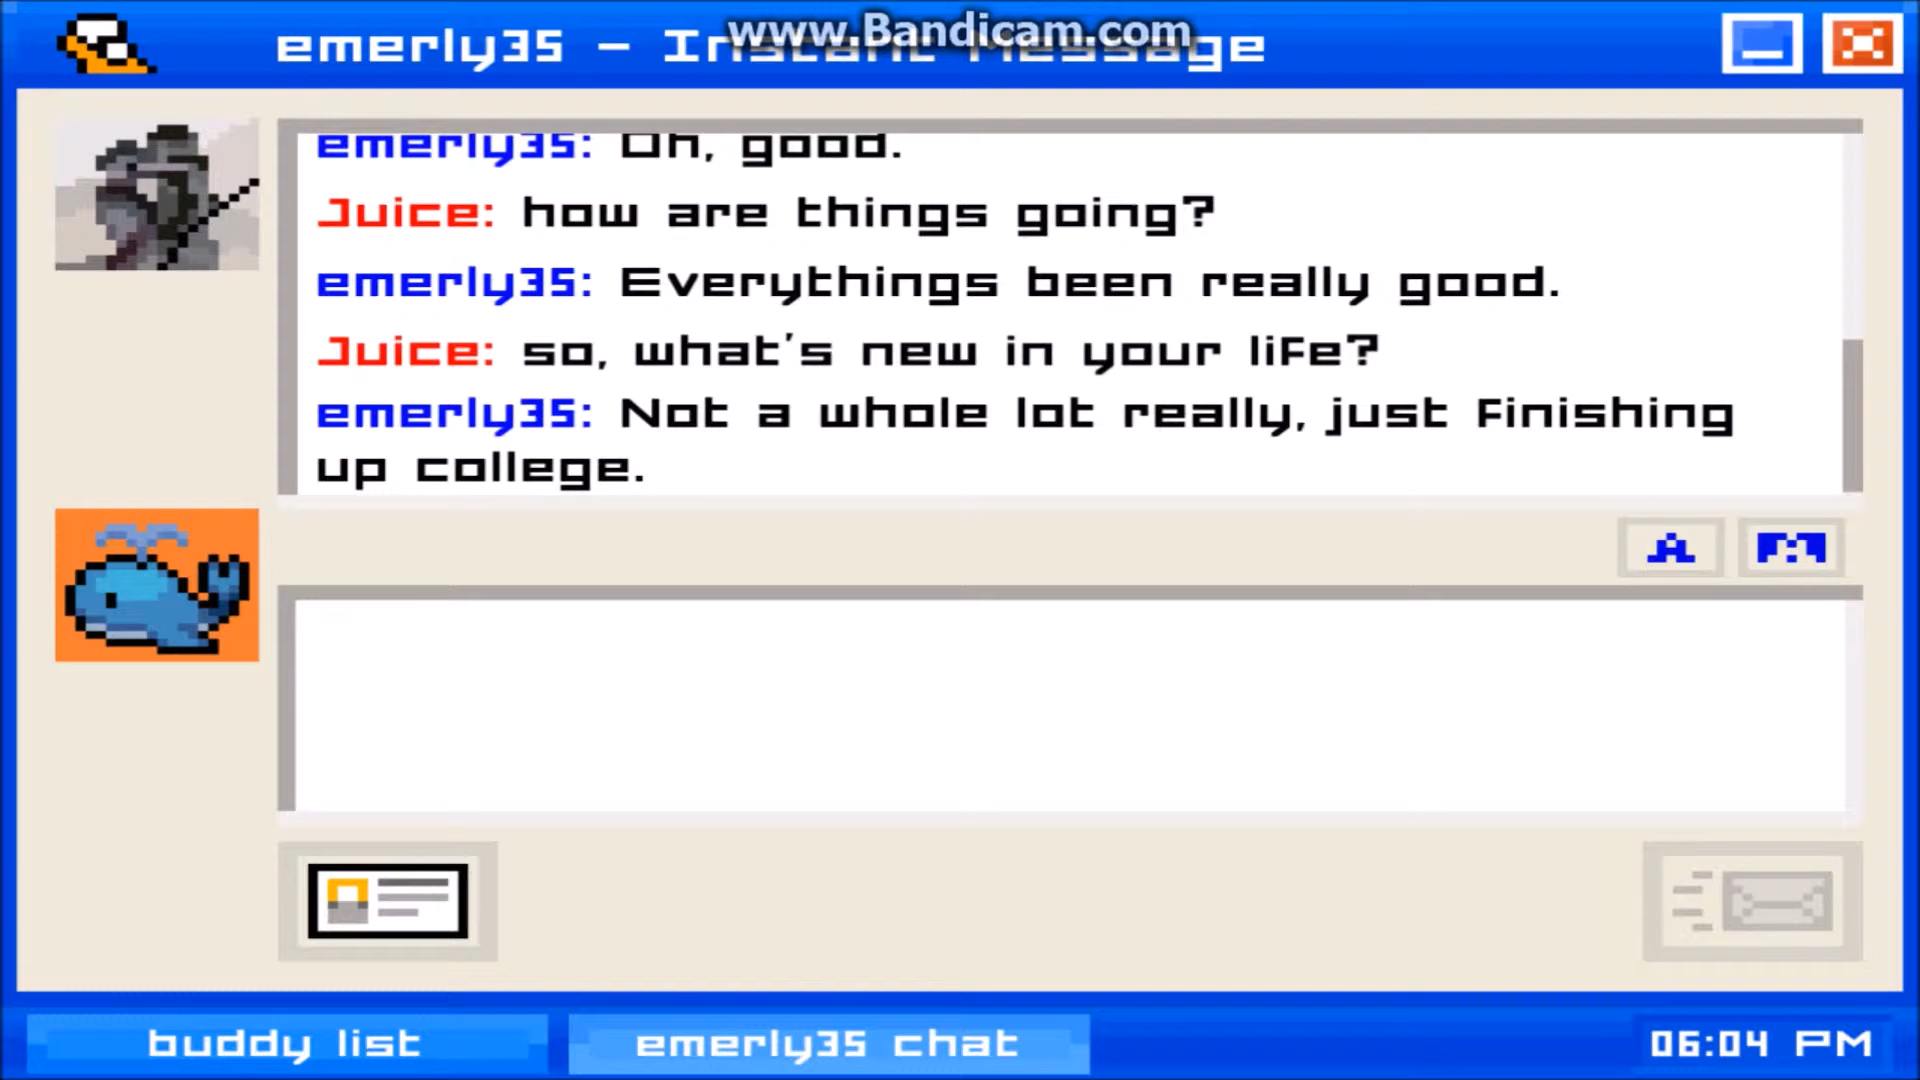 www.Bandicam.com
emerly35 - Instant Message
emerly35: Oh, good.
Juice: how are things going?
emerly35: Everythings been really good.
Juice: so, what's new in your life?
emerly35: Not a whole lot really, just finishing
up college.
A
buddy list
emerly35 chat
06:04 PM